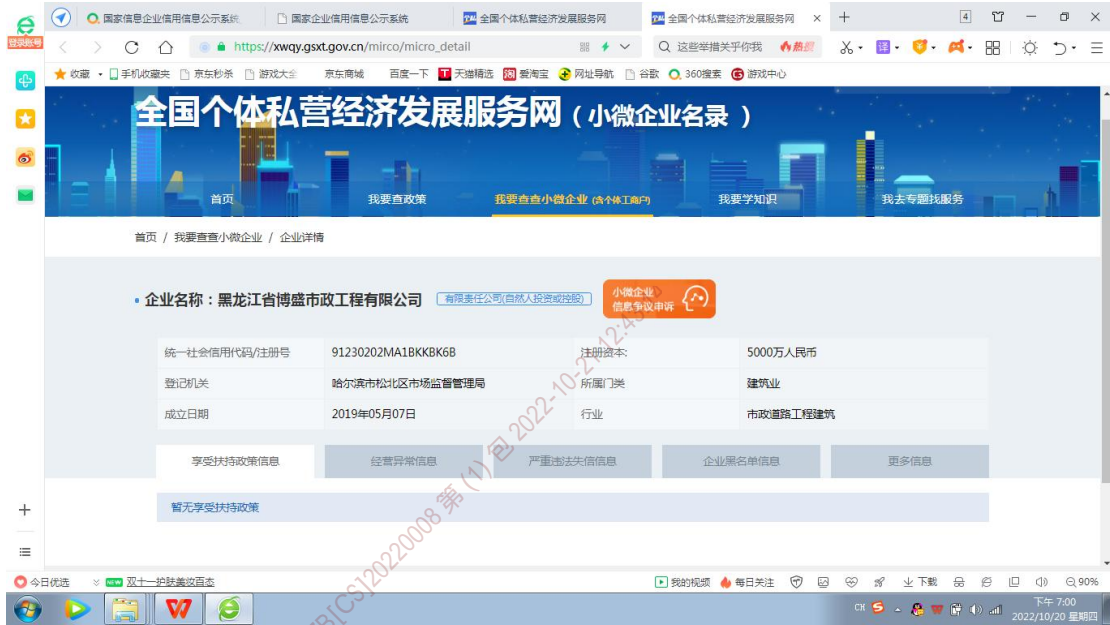 国家信息企业信用信息公示系统
国家企业信用信息公示系统
全国个体私营经济发展服务网
全国个体私营经济发展服务网
4
登录账号
https://xwqy.gsxt.gov.cn/mirco/micro_detail
这些举措关乎你我
热搜
收藏
手机收藏夹
京东秒杀
游戏大全
京东商城
百度一下
天猫精选
爱淘宝
网址导航
谷歌
360搜索
游戏中心
全国个体私营经济发展服务网（小微企业名录 ）
首页
我要查政策
我要查查小微企业 (含个体工商户)
我要学知识
我去专题找服务
首页 / 我要查查小微企业 / 企业详情
企业名称：黑龙江省博盛市政工程有限公司
有限责任公司(自然人投资或控股)
小微企业
信息争议申诉
统一社会信用代码/注册号
91230202MA1BKKBK6B
注册资本:
5000万人民币
登记机关
哈尔滨市松北区市场监督管理局
所属门类
建筑业
成立日期
2019年05月07日
行业
市政道路工程建筑
享受扶持政策信息
经营异常信息
严重违法失信信息
企业黑名单信息
更多信息
暂无享受扶持政策
[CS]20220008 第 (1) 包 2022-10-21 12:4
今日优选
NEW
双十一护肤美妆百态
我的视频
每日关注
下载
90%
CH
下午 7:00
2022/10/20 星期四